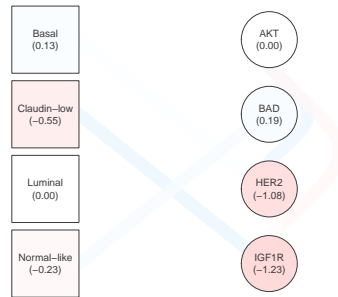 Basal
(0.13)
AKT
(0.00)
Claudin−low
(−0.55)
BAD
(0.19)
Luminal
(0.00)
HER2
(−1.08)
Normal−like
(−0.23)
IGF1R
(−1.23)